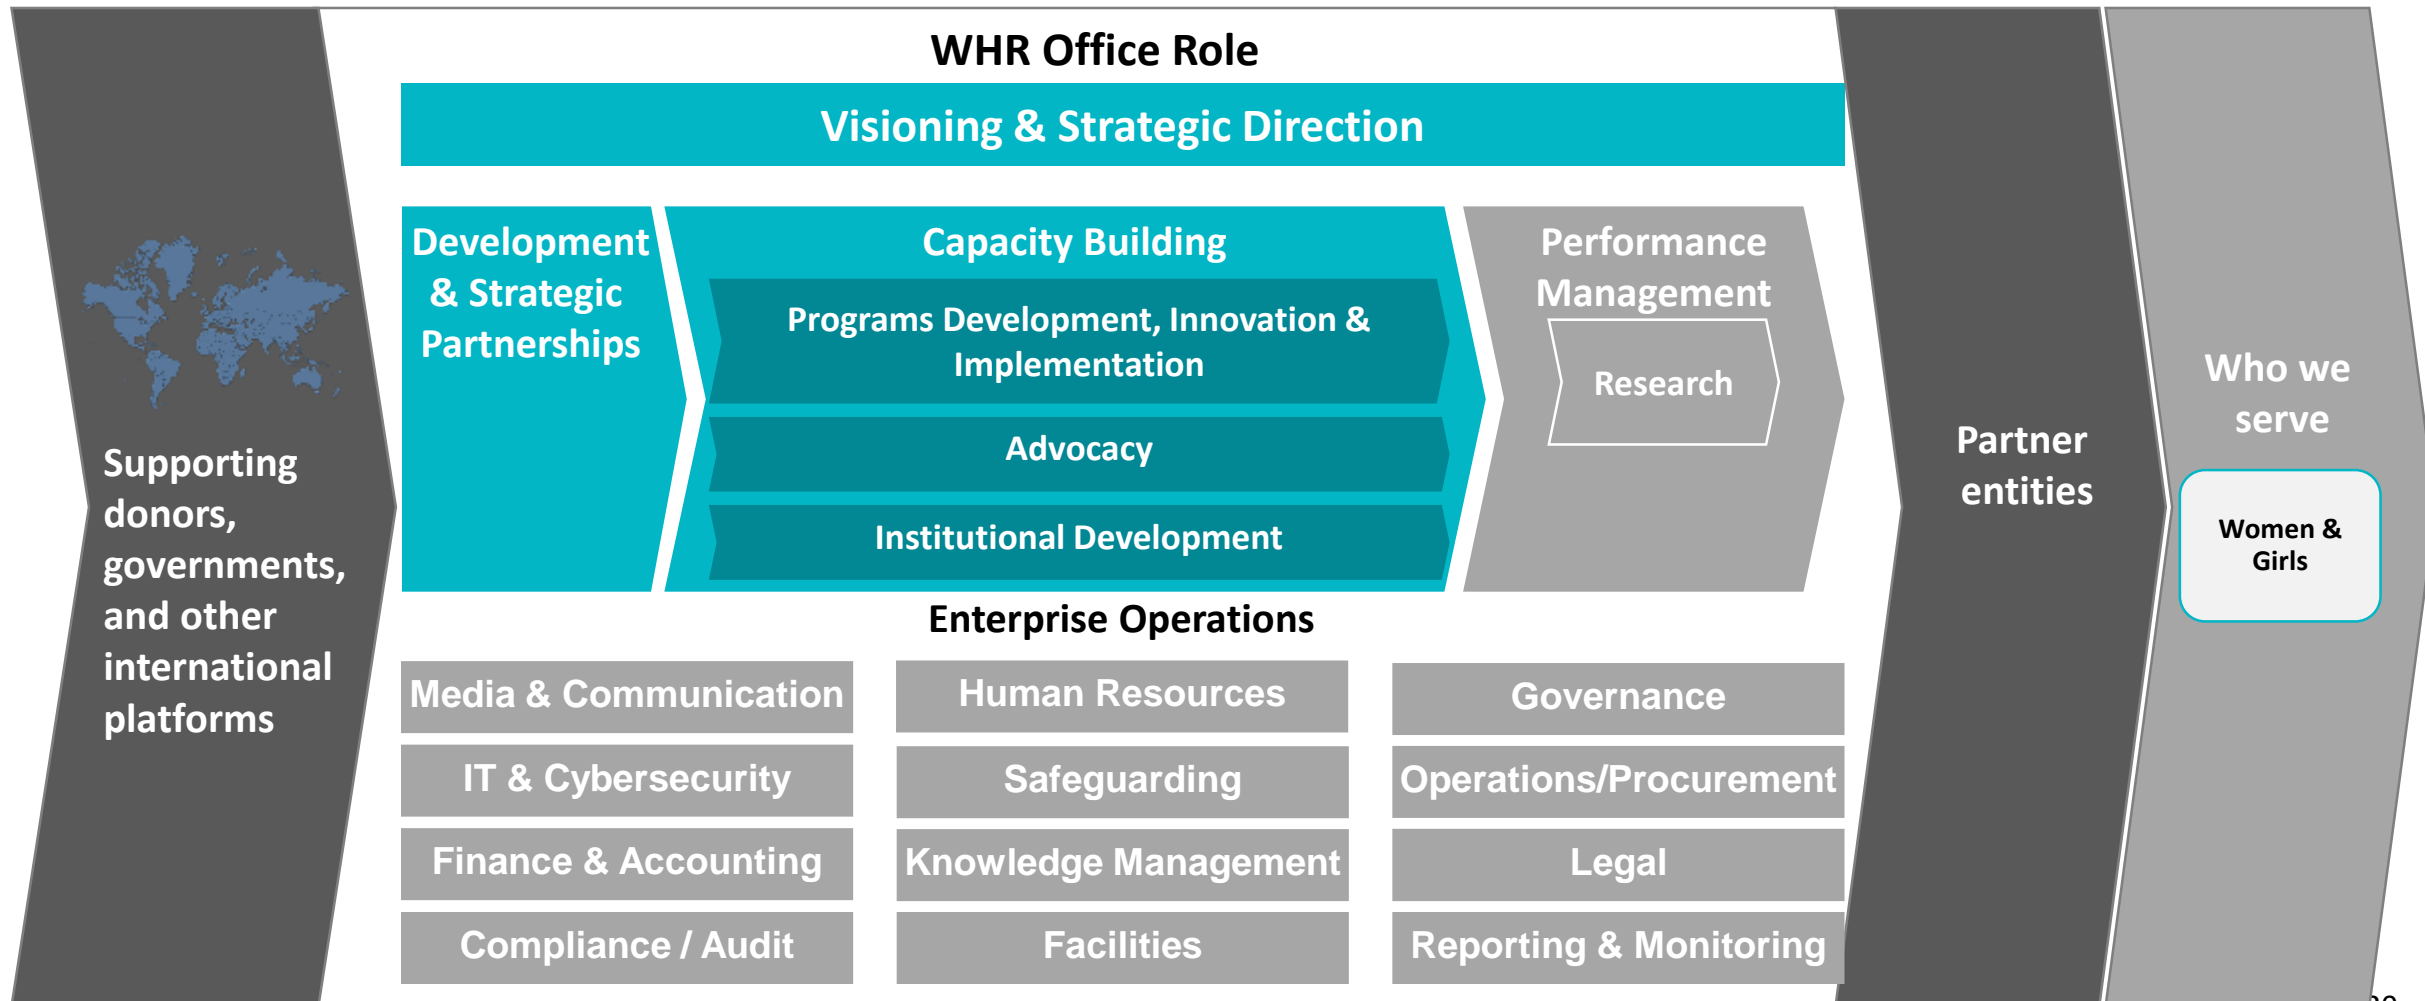 WHR Office Role
Visioning & Strategic Direction
Supporting
donors,
governments,
and other
international
platforms
Development
& Strategic
Partnerships
Capacity Building
Programs Development, Innovation &
Implementation
Advocacy
Institutional Development
Performance
Management
Research
Enterprise Operations
Media & Communication
Human Resources
Governance
IT & Cybersecurity
Safeguarding
Operations/Procurement
Finance & Accounting
Knowledge Management
Legal
Compliance / Audit
Facilities
Reporting & Monitoring
Partner
entities
Who we
serve
Women &
Girls